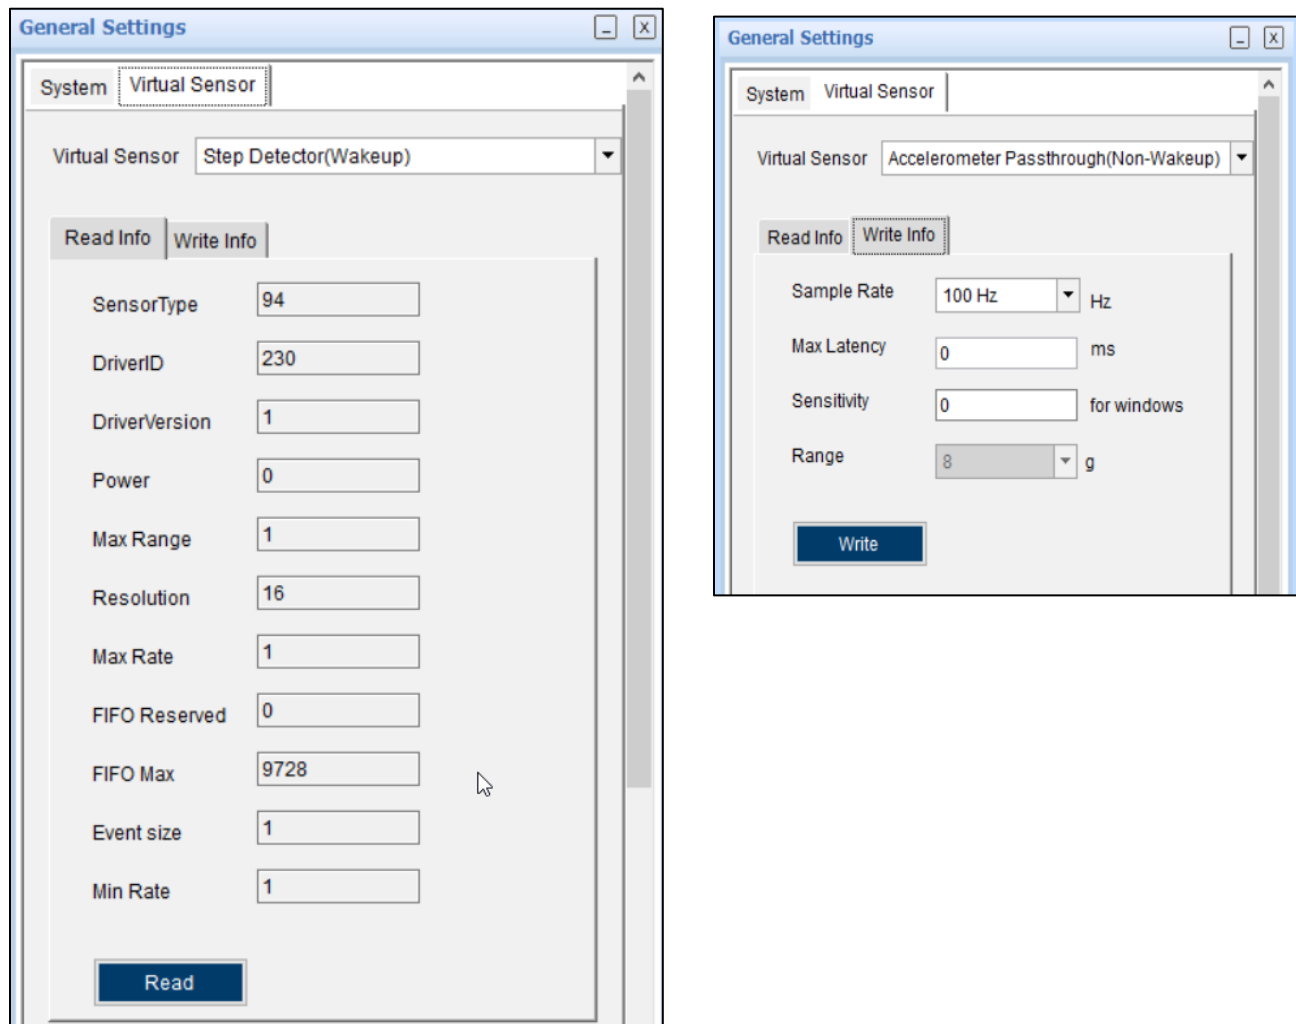 General Settings
System Virtual Sensor
Virtual Sensor Step Detector(Wakeup)
Read Info Write Info
SensorType 94
DriverID 230
DriverVersion 1
Power 0
Max Range 1
Resolution 16
Max Rate 1
FIFO Reserved 0
FIFO Max 9728
Event size 1
Min Rate 1
Read
General Settings
System Virtual Sensor
Virtual Sensor Accelerometer Passthrough(Non-Wakeup)
Read Info Write Info
Sample Rate 100 Hz Hz
Max Latency 0 ms
Sensitivity 0 for windows
Range 8 g
Write